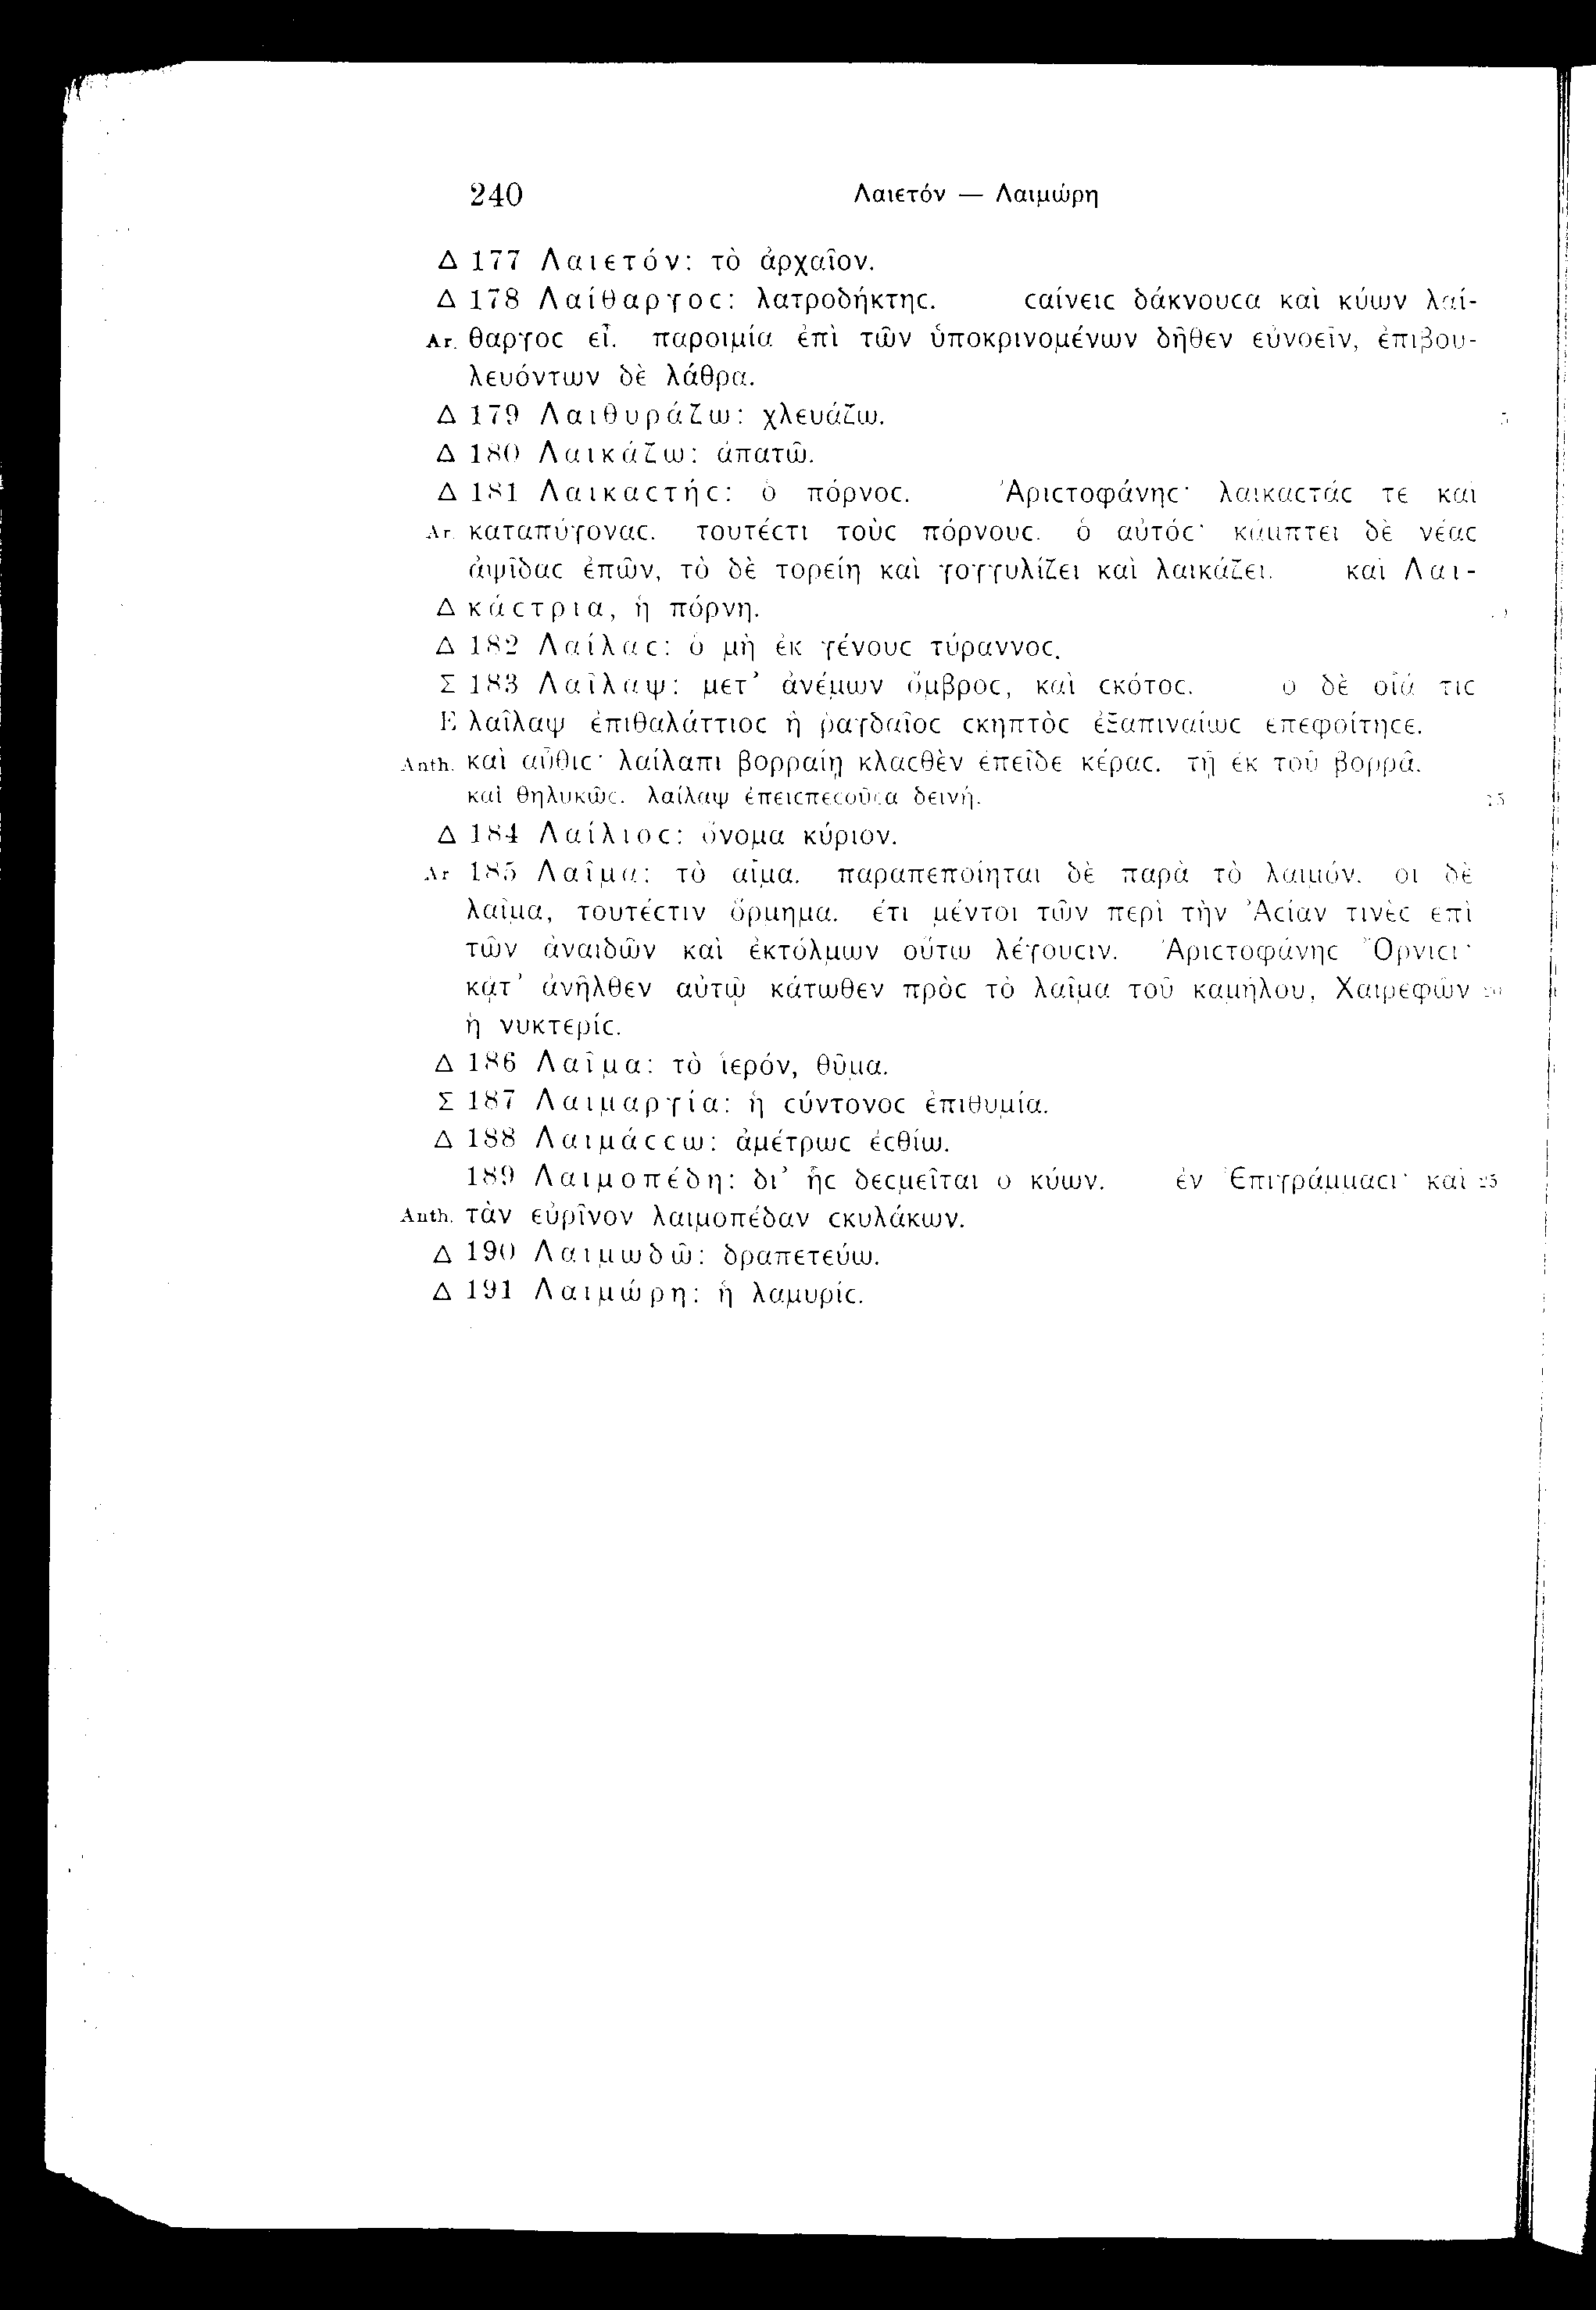 240 Λαιετόν — Λαιμώρη
Δ 177 Λαιετόν: τὸ ἀρχαῖον.
Δ 178 Λαίθαργοϲ: λατροδήκτηϲ. ϲαίνειϲ δάκνουϲα καὶ κύων λαί-
Ar. θαργοϲ εἶ. παροιμία ἐπὶ τῶν ὑποκρινομένων δῆθεν εὐνοεῖν, ἐπιβου-
λευόντων δὲ λάθρα.
Δ 179 Λαιθυράζω: χλευάζω. 5
Δ 180 Λαικάζω: ἀπατῶ.
Δ 181 Λαικαϲτήϲ: ὁ πόρνοϲ. Ἀριϲτοφάνηϲ· λαικαϲτάϲ τε καὶ
Ar. καταπύγοναϲ. τουτέϲτι τοὺϲ πόρνουϲ. ὁ αὐτόϲ· κάμπτει δὲ νέαϲ
ἁψῖδαϲ ἐπῶν, τὸ δὲ τορείη καὶ γογγυλίζει καὶ λαικάζει. καὶ Λαι-
Δ κάϲτρια, ἡ πόρνη.
Δ 182 Λαίλαϲ: ὁ μὴ ἐκ γένουϲ τύραννοϲ.
Σ 183 Λαῖλαψ: μετ’ ἀνέμων ὄμβροϲ, καὶ ϲκότοϲ. ὁ δὲ οἷά τιϲ
E λαῖλαψ ἐπιθαλάττιοϲ ἢ ῥαγδαῖοϲ ϲκηπτὸϲ ἐξαπιναίωϲ ἐπεφοίτηϲε.
Anth. καὶ αὖθιϲ· λαίλαπι βορραίῃ κλαϲθὲν ἐπεῖδε κέραϲ. τῇ ἐκ τοῦ βορρᾶ.
καὶ θηλυκῶϲ. λαίλαψ ἐπειϲπεϲοῦϲα δεινή. 15
Δ 184 Λαίλιοϲ: ὄνομα κύριον.
Ar 185 Λαῖμα: τὸ αἷμα. παραπεποίηται δὲ παρὰ τὸ λαιμόν. οἱ δὲ
λαῖμα, τουτέϲτιν ὅρμημα. ἔτι μέντοι τῶν περὶ τὴν Ἀϲίαν τινὲϲ ἐπὶ
τῶν ἀναιδῶν καὶ ἐκτόλμων οὕτω λέγουϲιν. Ἀριϲτοφάνηϲ Ὄρνιϲι·
κᾆτ’ ἀνῆλθεν αὐτῷ κάτωθεν πρὸϲ τὸ λαῖμα τοῦ καμήλου, Χαιρεφῶν 20
ἡ νυκτερίϲ.
Δ 186 Λαῖμα: τὸ ἱερόν, θῦμα.
Σ 187 Λαιμαργία: ἡ ϲύντονοϲ ἐπιθυμία.
Δ 188 Λαιμάϲϲω: ἀμέτρωϲ ἐϲθίω.
189 Λαιμοπέδη: δι’ ἧϲ δεϲμεῖται ὁ κύων. ἐν Ἐπιγράμμαϲι· καὶ 25
Anth. τὰν εὐρῖνον λαιμοπέδαν ϲκυλάκων.
Δ 190 Λαιμωδῶ: δραπετεύω.
Δ 191 Λαιμώρη: ἡ λαμυρίϲ.